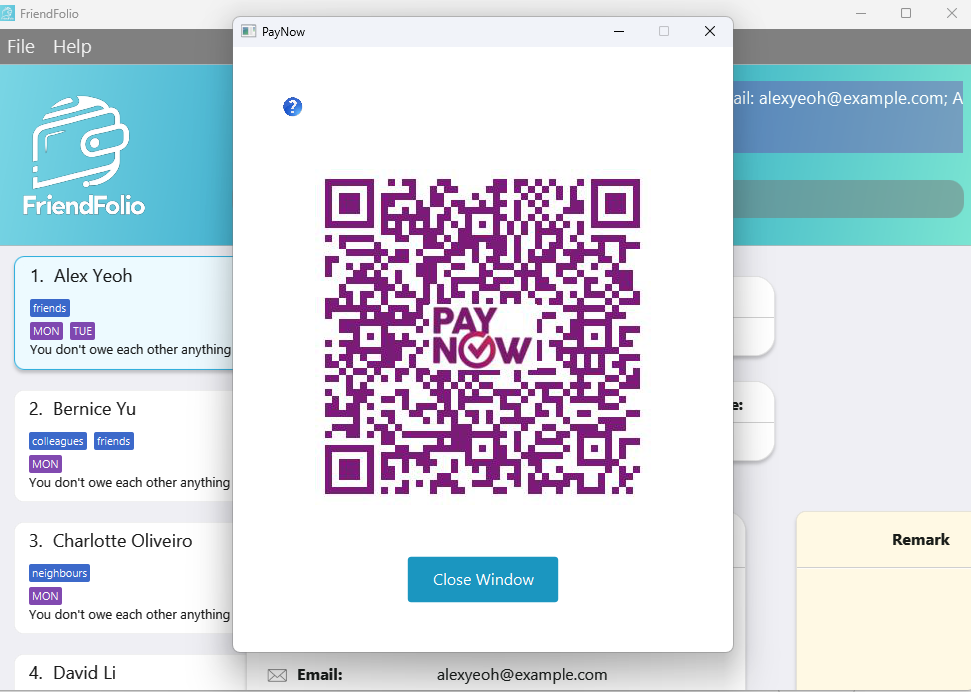 FriendFolio
File Help
PayNow
ail: alexyeoh@example.com; A
?
FriendFolio
1. Alex Yeoh
friends
MON TUE
You don't owe each other anything
2. Bernice Yu
colleagues friends
MON
You don't owe each other anything
3. Charlotte Oliveiro
neighbours
MON
You don't owe each other anything
4. David Li
PAY
NOW
Close Window
e:
Remark
Email: alexyeoh@example.com